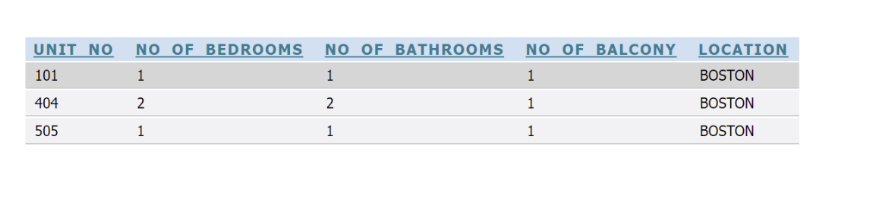 UNIT NO NO OF BEDROOMS NO OF BATHROOMS NO OF BALCONY LOCATION
101 1 1 1 BOSTON
404 2 2 1 BOSTON
505 1 1 1 BOSTON